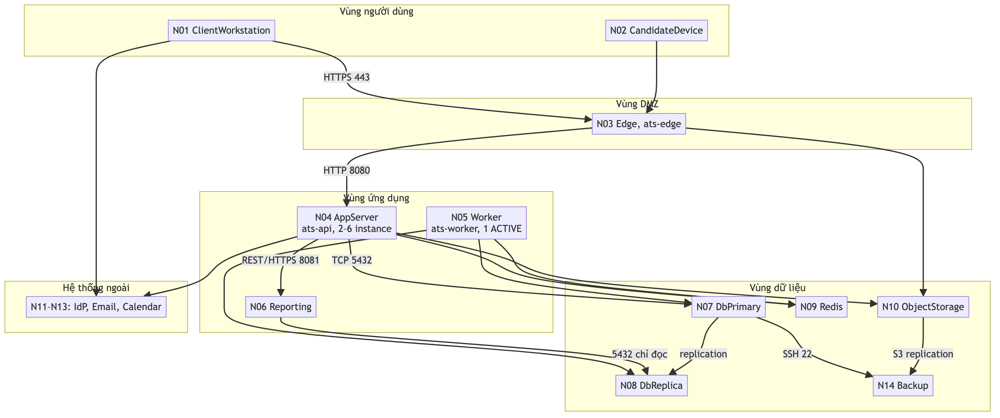 Vùng người dùng
N01 ClientWorkstation
N02 CandidateDevice
HTTPS 443
Vùng DMZ
N03 Edge, ats-edge
HTTP 8080
Vùng ứng dụng
N04 AppServer
ats-api, 2–6 instance
N05 Worker
ats-worker, 1 ACTIVE
REST/HTTPS 8081
TCP 5432
Hệ thống ngoài
N11–N13: IdP, Email, Calendar
N06 Reporting
Vùng dữ liệu
N07 DbPrimary
N09 Redis
N10 ObjectStorage
5432 chỉ đọc
replication
SSH 22
S3 replication
N08 DbReplica
N14 Backup